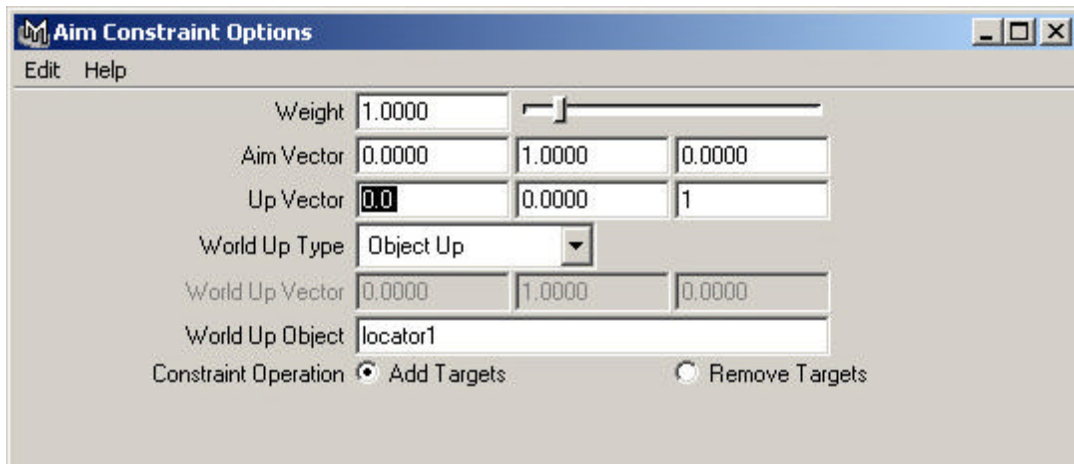 Aim Constraint Options
Edit Help
Weight 1.0000
Aim Vector 0.0000 1.0000 0.0000
Up Vector 0.0 0.0000 1
World Up Type Object Up
World Up Vector 0.0000 1.0000 0.0000
World Up Object locator1
Constraint Operation Add Targets Remove Targets